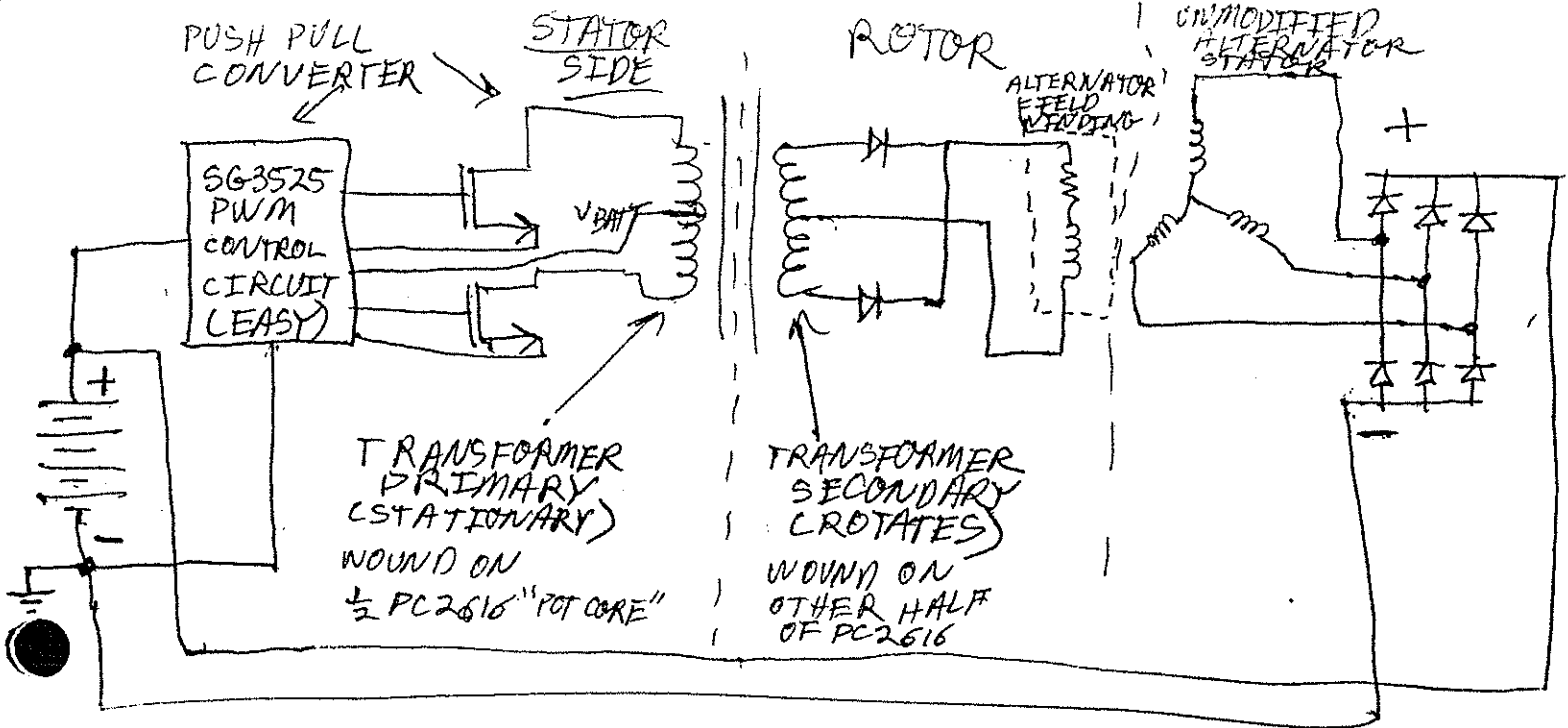 PUSH PULL
CONVERTER
STATOR
SIDE
ROTOR
UNMODIFIED
ALTERNATOR
STATOR
ALTERNATOR
FIELD
WINDING
SG3525
PWM
CONTROL
CIRCUIT
(EASY)
VBATT
+
+
-
-
TRANSFORMER
PRIMARY
(STATIONARY)
WOUND ON
½ PC2616 "POT CORE"
TRANSFORMER
SECONDARY
(ROTATES)
WOUND ON
OTHER HALF
OF PC2616